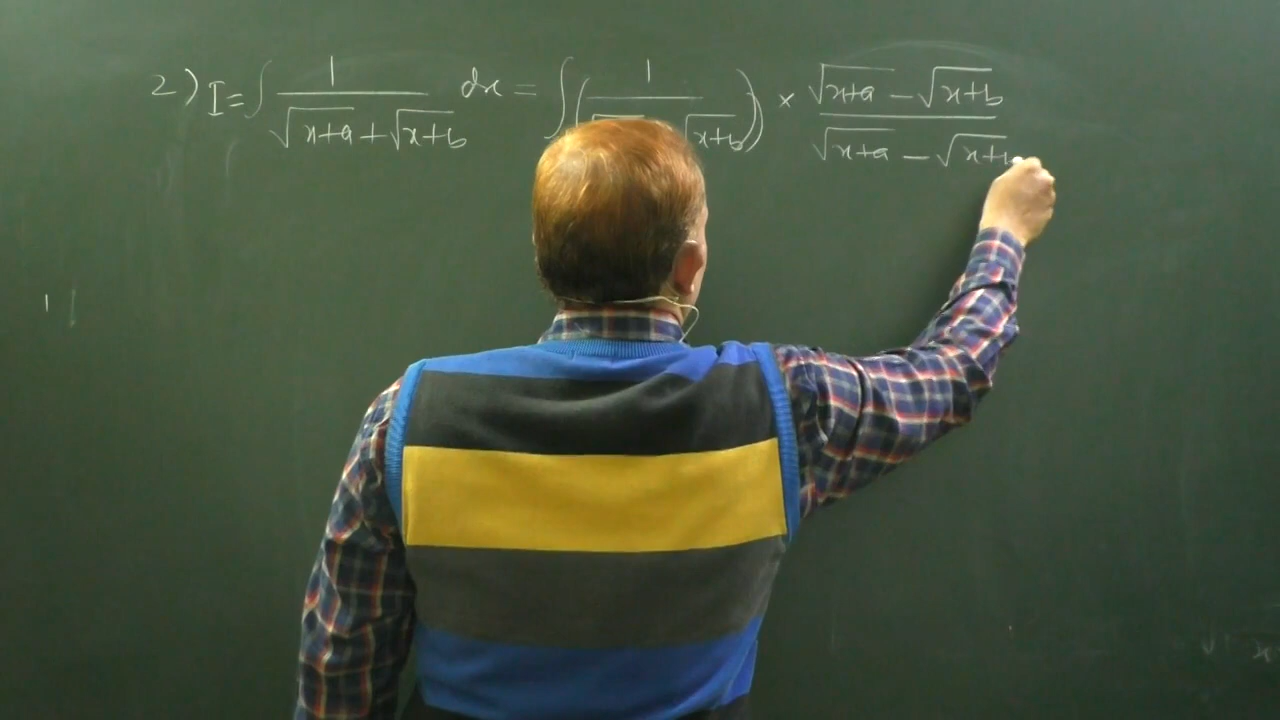 2) I = ∫ 1/(√(x+a) + √(x+b)) dx = ∫ (1/( √(x+b))) × (√(x+a) − √(x+b))/(√(x+a) − √(x+b